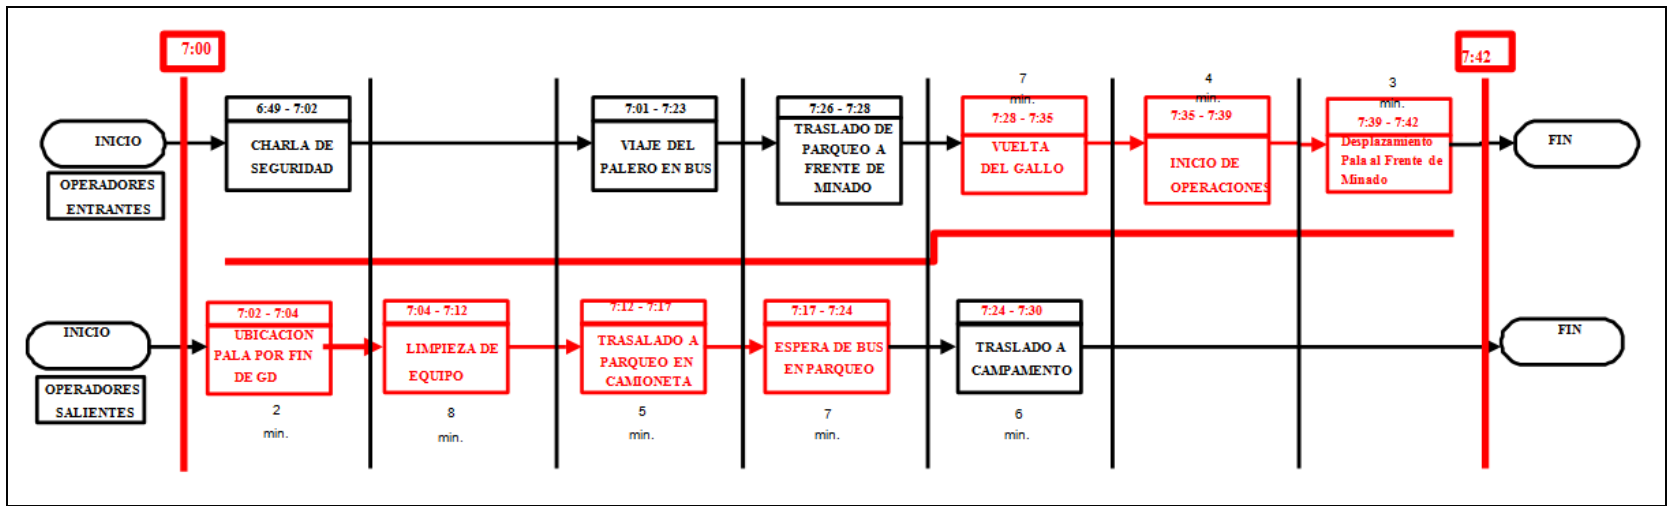 7:00
7:42
7
min.
4
min.
3
min.
INICIO
OPERADORES
ENTRANTES
6:49 - 7:02
CHARLA DE
SEGURIDAD
7:01 - 7:23
VIAJE DEL
PALERO EN BUS
7:26 - 7:28
TRASLADO DE
PARQUEO A
FRENTE DE
MINADO
7:28 - 7:35
VUELTA
DEL GALLO
7:35 - 7:39
INICIO DE
OPERACIONES
7:39 - 7:42
Desplazamiento
Pala al Frente de
Minado
FIN
INICIO
OPERADORES
SALIENTES
7:02 - 7:04
UBICACION
PALA POR FIN
DE GD
2
min.
7:04 - 7:12
LIMPIEZA DE
EQUIPO
8
min.
7:12 - 7:17
TRASALADO A
PARQUEO EN
CAMIONETA
5
min.
7:17 - 7:24
ESPERA DE BUS
EN PARQUEO
7
min.
7:24 - 7:30
TRASLADO A
CAMPAMENTO
6
min.
FIN